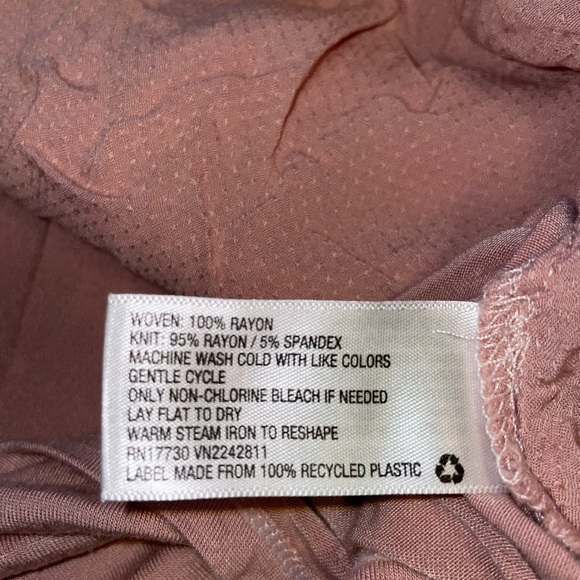 WOVEN: 100% RAYON
KNIT: 95% RAYON / 5% SPANDEX
MACHINE WASH COLD WITH LIKE COLORS
GENTLE CYCLE
ONLY NON-CHLORINE BLEACH IF NEEDED
LAY FLAT TO DRY
WARM STEAM IRON TO RESHAPE
RN17730 VN2242811
LABEL MADE FROM 100% RECYCLED PLASTIC